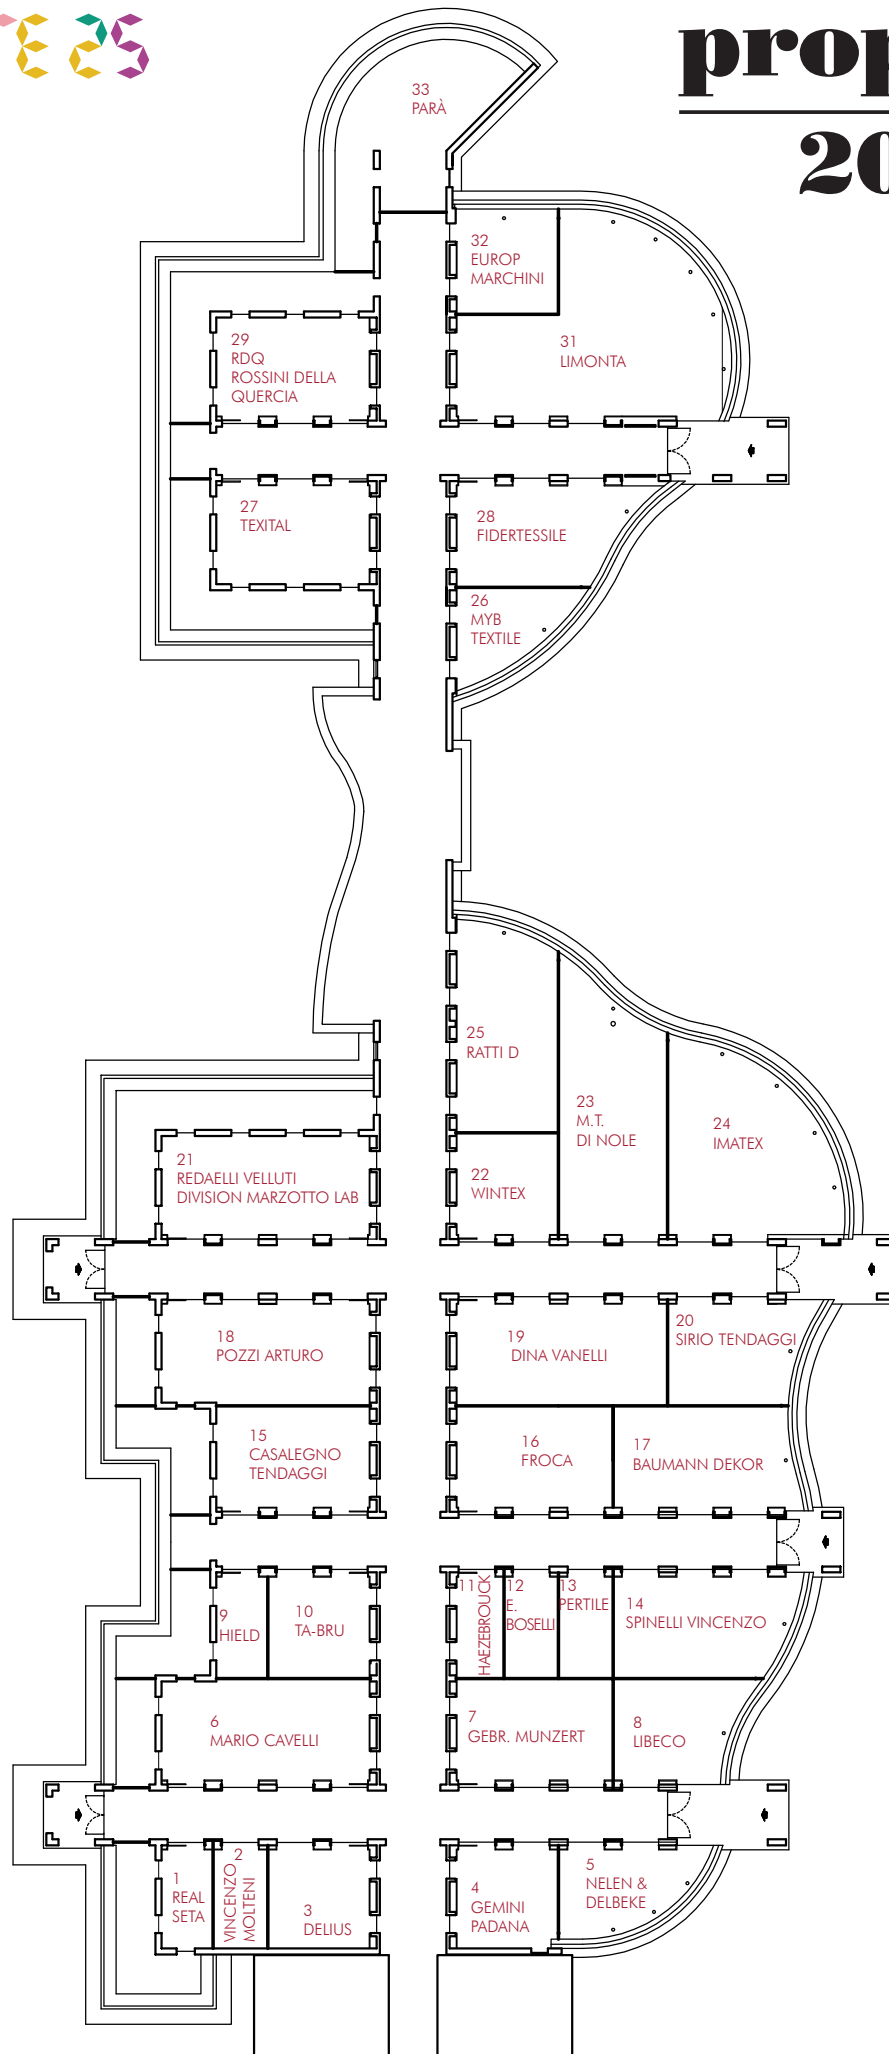 E 25
prop
20
33
PARÀ
32
EUROP
MARCHINI
31
LIMONTA
29
RDQ
ROSSINI DELLA
QUERCIA
27
TEXITAL
28
FIDERTESSILE
26
MYB
TEXTILE
25
RATTI D
23
M.T.
DI NOLE
24
IMATEX
22
WINTEX
21
REDAELLI VELLUTI
DIVISION MARZOTTO LAB
18
POZZI ARTURO
19
DINA VANELLI
20
SIRIO TENDAGGI
15
CASALEGNO
TENDAGGI
16
FROCA
17
BAUMANN DEKOR
9
HIELD
10
TA-BRU
11
HAEZEBROUCK
12
E.
BOSELLI
13
PERTILE
14
SPINELLI VINCENZO
6
MARIO CAVELLI
7
GEBR. MUNZERT
8
LIBECO
1
REAL
SETA
2
VINCENZO
MOLTENI
3
DELIUS
4
GEMINI
PADANA
5
NELEN &
DELBEKE